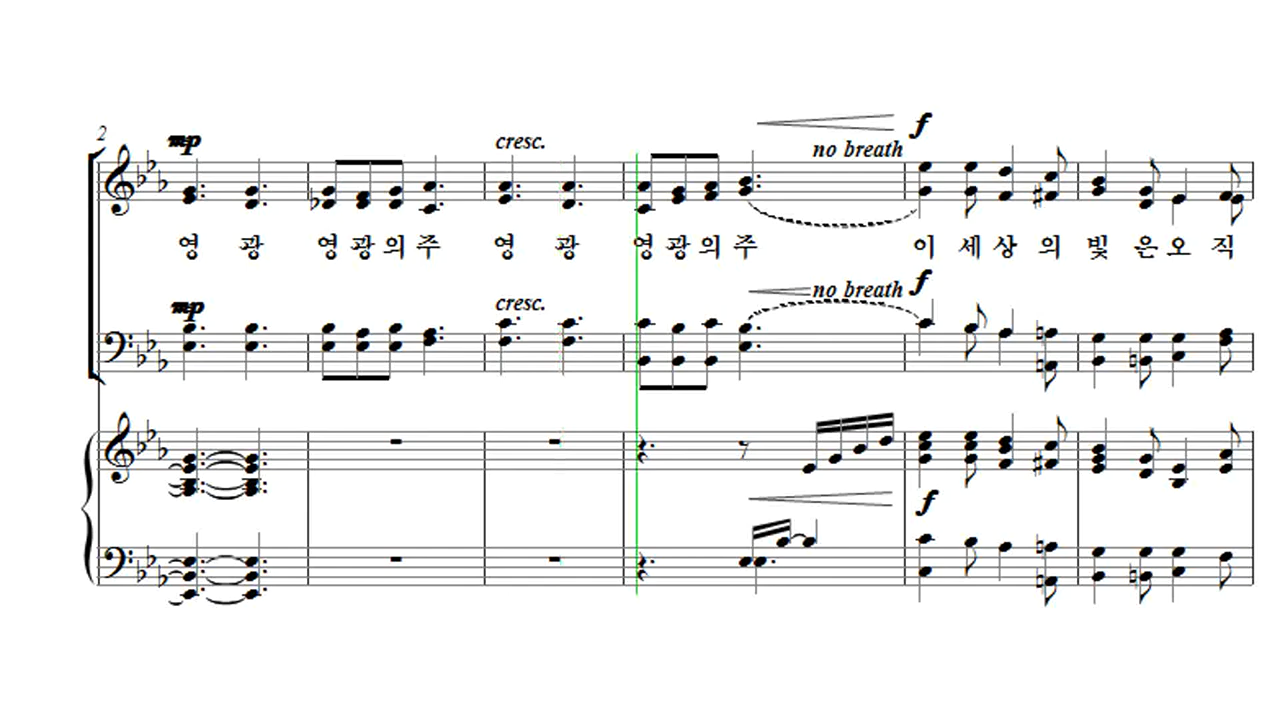 2
mp
cresc.
f
no breath
영 광 영 광 의 주 영 광 영 광 의 주 이 세 상 의 빛 은 오 직
mp
cresc.
no breath
f
f